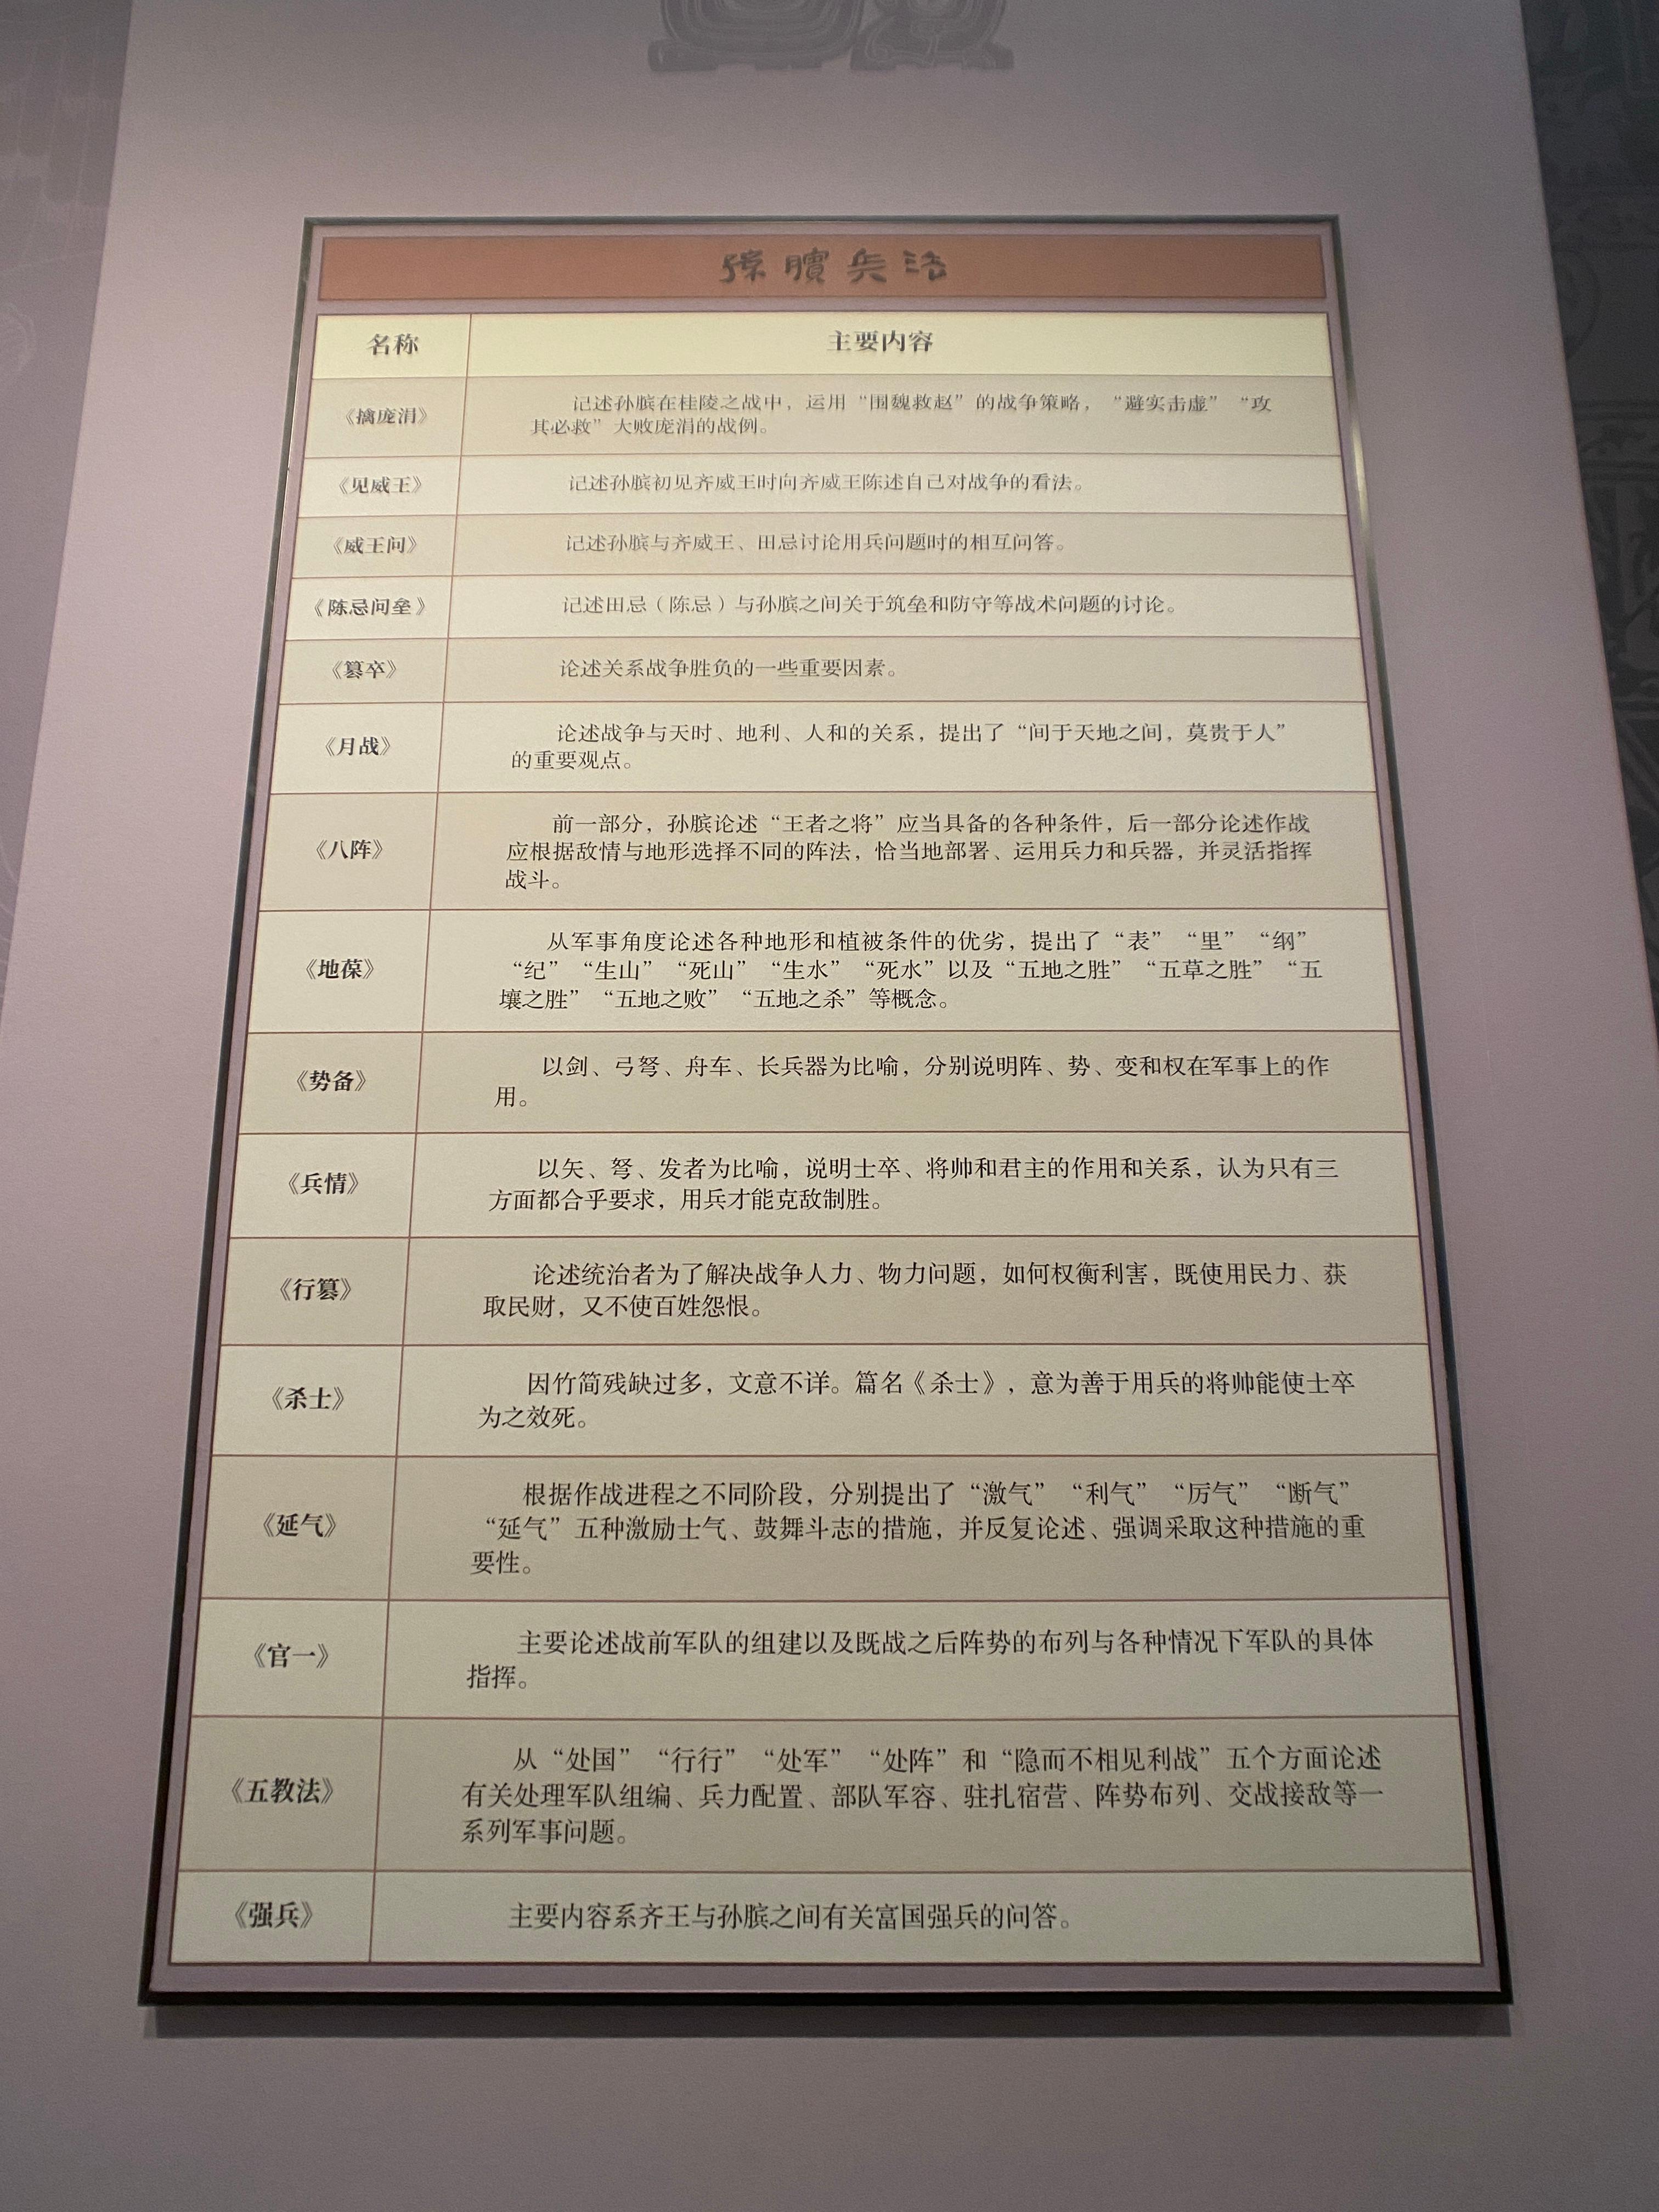 孫臏兵法
名称 主要内容
《擒庞涓》 记述孙膑在桂陵之战中，运用“围魏救赵”的战争策略，“避实击虚”“攻
其必救”大败庞涓的战例。
《见威王》 记述孙膑初见齐威王时向齐威王陈述自己对战争的看法。
《威王问》 记述孙膑与齐威王、田忌讨论用兵问题时的相互问答。
《陈忌问垒》 记述田忌（陈忌）与孙膑之间关于筑垒和防守等战术问题的讨论。
《篡卒》 论述关系战争胜负的一些重要因素。
《月战》 论述战争与天时、地利、人和的关系，提出了“间于天地之间，莫贵于人”
的重要观点。
《八阵》 前一部分，孙膑论述“王者之将”应当具备的各种条件，后一部分论述作战
应根据敌情与地形选择不同的阵法，恰当地部署、运用兵力和兵器，并灵活指挥
战斗。
《地葆》 从军事角度论述各种地形和植被条件的优劣，提出了“表”“里”“纲”
“纪”“生山”“死山”“生水”“死水”以及“五地之胜”“五草之胜”“五
壤之胜”“五地之败”“五地之杀”等概念。
《势备》 以剑、弓弩、舟车、长兵器为比喻，分别说明阵、势、变和权在军事上的作
用。
《兵情》 以矢、弩、发者为比喻，说明士卒、将帅和君主的作用和关系，认为只有三
方面都合乎要求，用兵才能克敌制胜。
《行篡》 论述统治者为了解决战争人力、物力问题，如何权衡利害，既使用民力、获
取民财，又不使百姓怨恨。
《杀士》 因竹简残缺过多，文意不详。篇名《杀士》，意为善于用兵的将帅能使士卒
为之效死。
《延气》 根据作战进程之不同阶段，分别提出了“激气”“利气”“厉气”“断气”
“延气”五种激励士气、鼓舞斗志的措施，并反复论述、强调采取这种措施的重
要性。
《官一》 主要论述战前军队的组建以及既战之后阵势的布列与各种情况下军队的具体
指挥。
《五教法》 从“处国”“行行”“处军”“处阵”和“隐而不相见利战”五个方面论述
有关处理军队组编、兵力配置、部队军容、驻扎宿营、阵势布列、交战接敌等一
系列军事问题。
《强兵》 主要内容系齐王与孙膑之间有关富国强兵的问答。